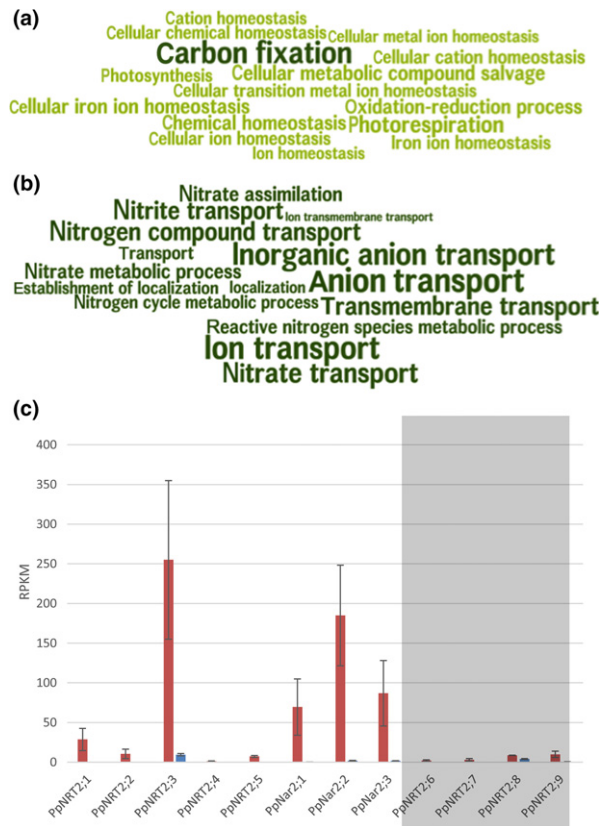 (a)
Cation homeostasis
Cellular chemical homeostasis
Cellular metal ion homeostasis
Carbon fixation
Cellular cation homeostasis
Photosynthesis
Cellular metabolic compound salvage
Cellular transition metal ion homeostasis
Cellular iron ion homeostasis
Oxidation-reduction process
Chemical homeostasis
Photorespiration
Cellular ion homeostasis
Iron ion homeostasis
Ion homeostasis
(b)
Nitrate assimilation
Nitrite transport
Ion transmembrane transport
Nitrogen compound transport
Transport
Inorganic anion transport
Nitrate metabolic process
Anion transport
Establishment of localization
localization
Nitrogen cycle metabolic process
Transmembrane transport
Reactive nitrogen species metabolic process
Ion transport
Nitrate transport
(c)
400
350
300
250
200
150
100
50
0
RPKM
PpNRT2;1
PpNRT2;2
PpNRT2;3
PpNRT2;4
PpNRT2;5
PpNar2;1
PpNar2;2
PpNar2;3
PpNRT2;6
PpNRT2;7
PpNRT2;8
PpNRT2;9